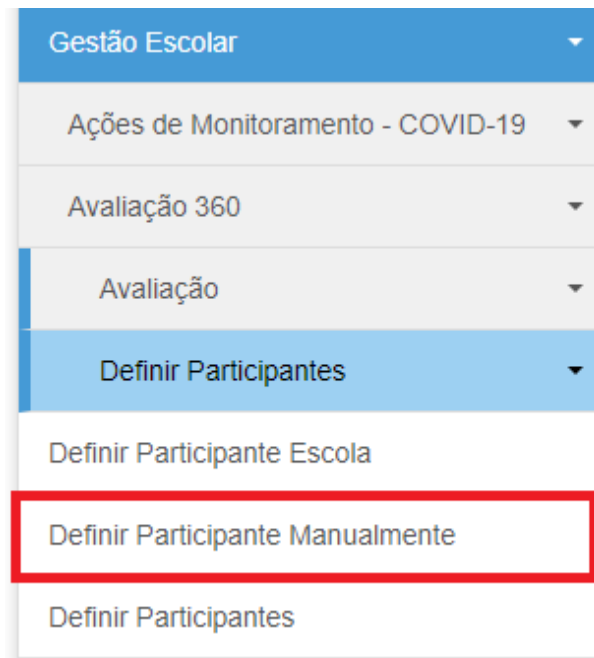 Gestão Escolar
Ações de Monitoramento - COVID-19
Avaliação 360
Avaliação
Definir Participantes
Definir Participante Escola
Definir Participante Manualmente
Definir Participantes